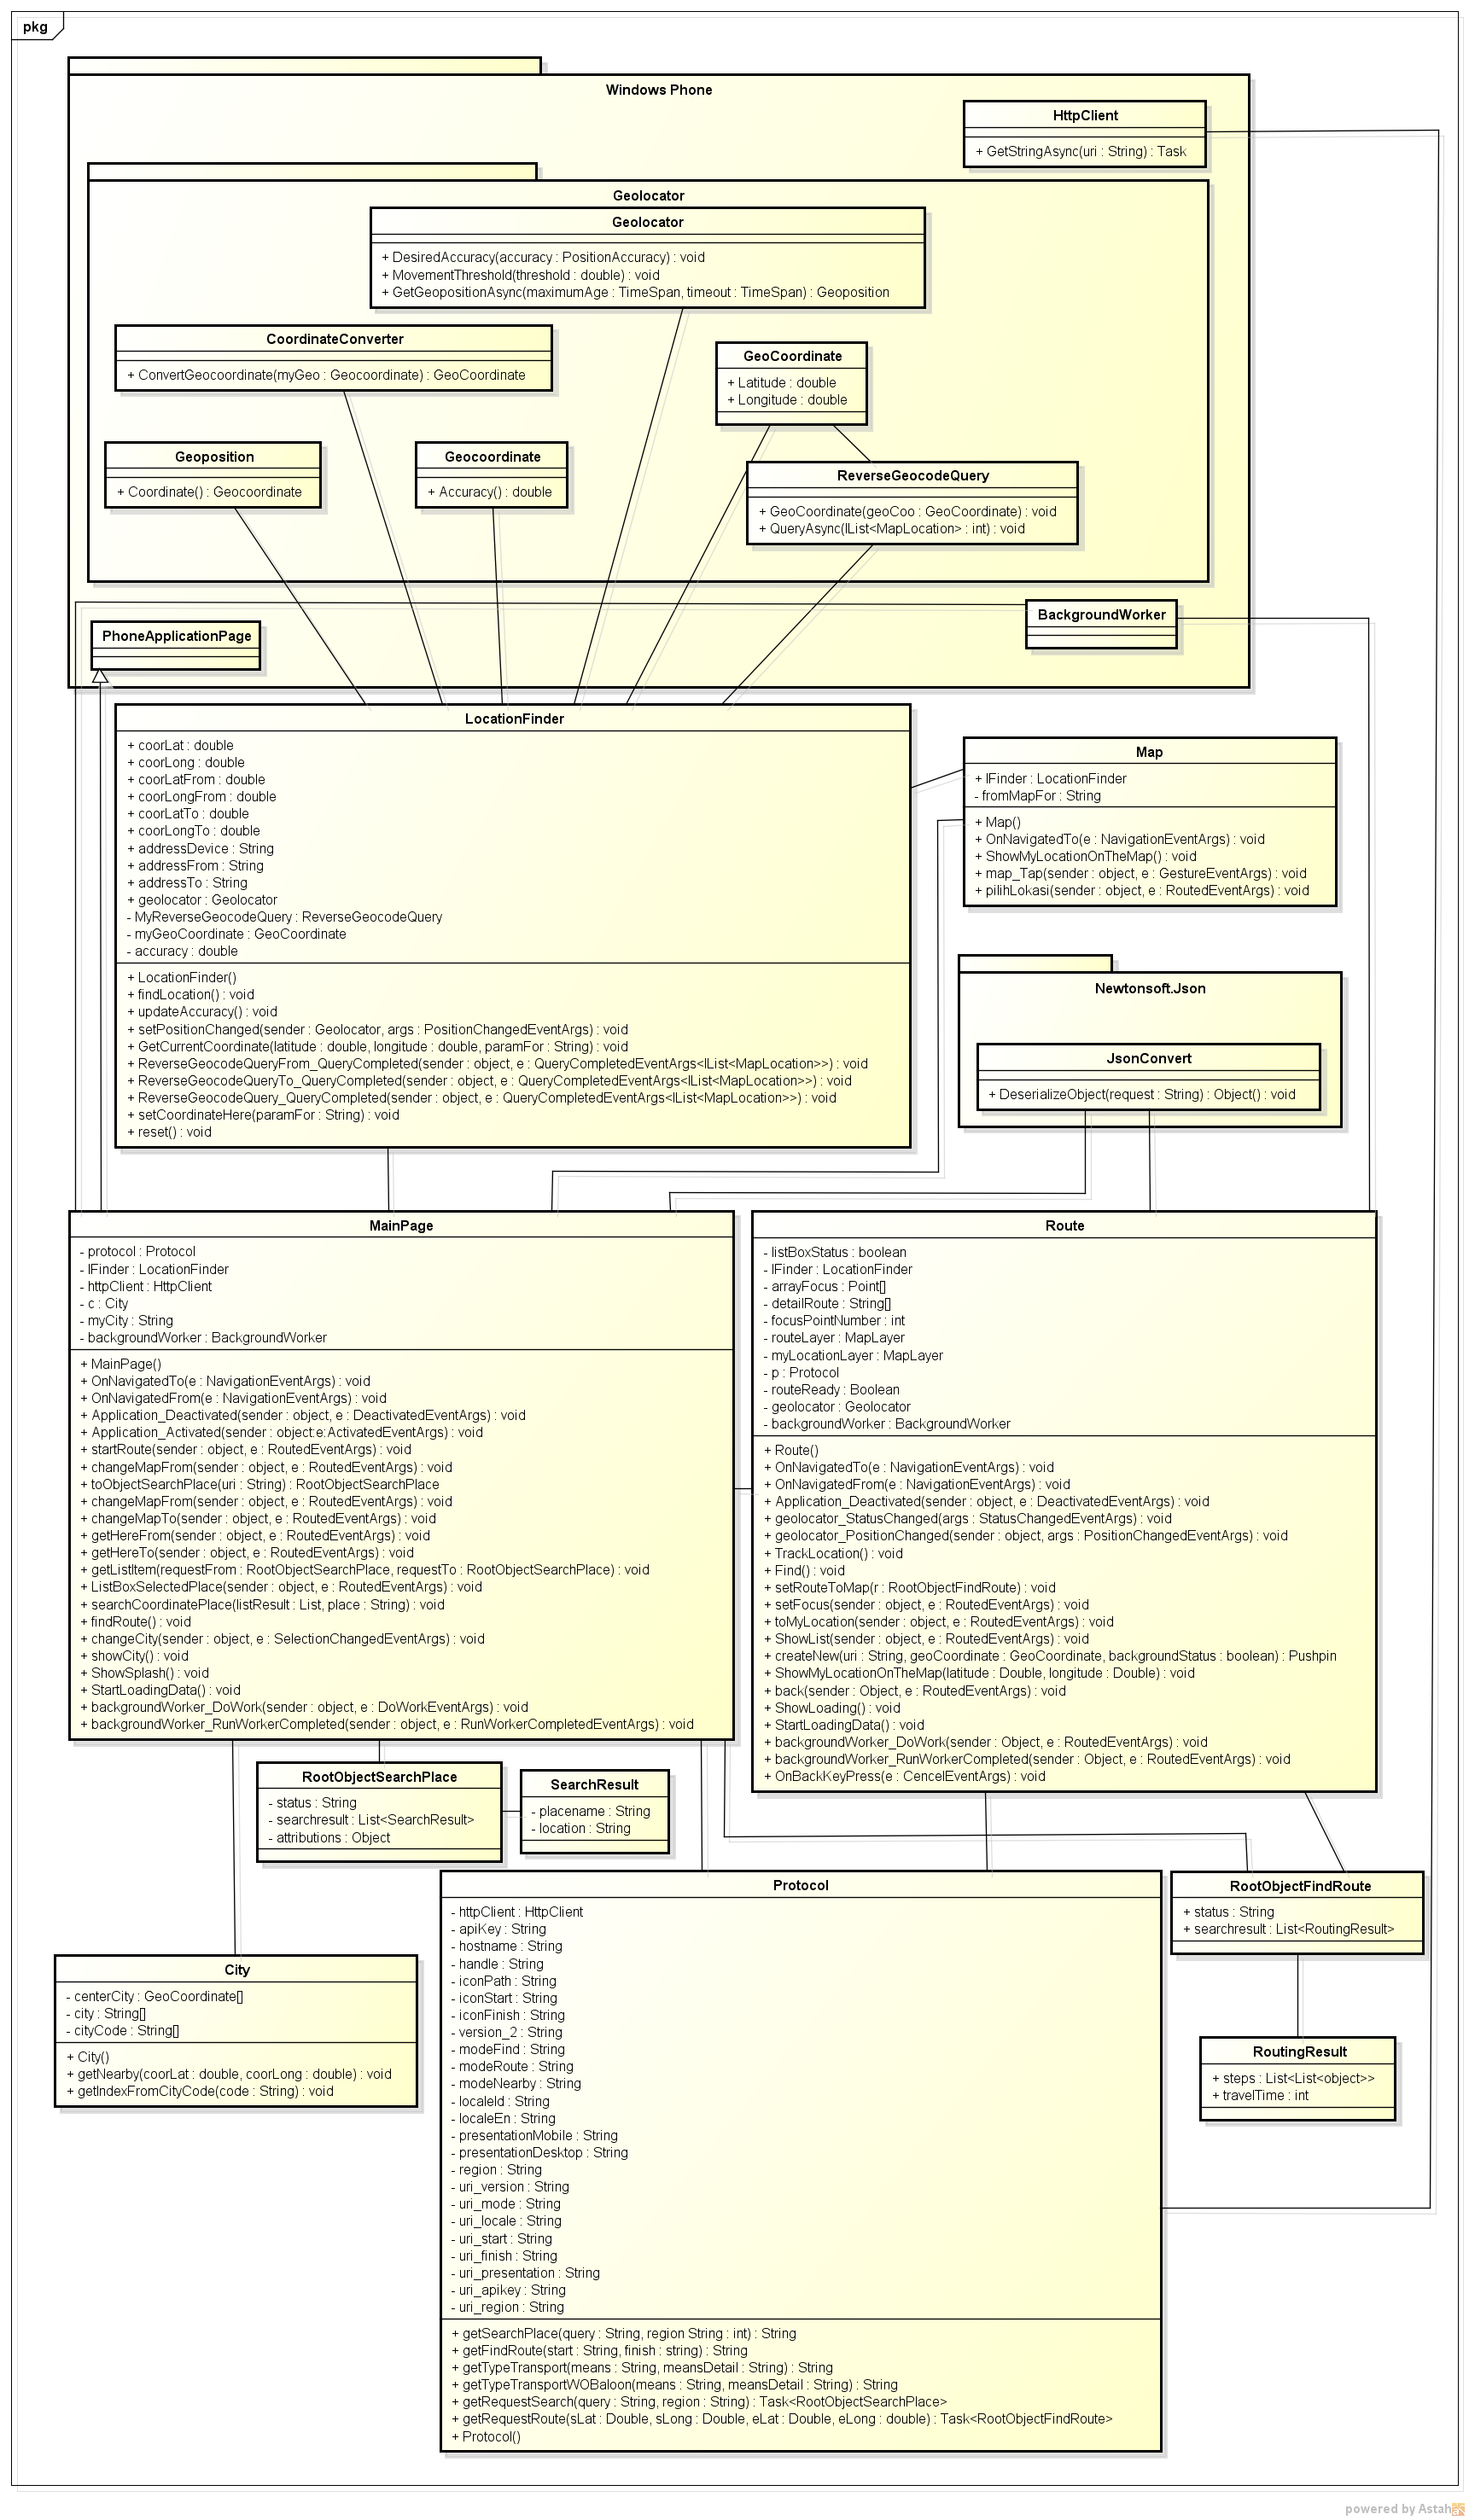 pkg
Windows Phone
HttpClient
+ GetStringAsync(uri : String) : Task
Geolocator
Geolocator
+ DesiredAccuracy(accuracy : PositionAccuracy) : void
+ MovementThreshold(threshold : double) : void
+ GetGeopositionAsync(maximumAge : TimeSpan, timeout : TimeSpan) : Geoposition
CoordinateConverter
+ ConvertGeocoordinate(myGeo : Geocoordinate) : GeoCoordinate
GeoCoordinate
+ Latitude : double
+ Longitude : double
Geoposition
+ Coordinate() : Geocoordinate
Geocoordinate
+ Accuracy() : double
ReverseGeocodeQuery
+ GeoCoordinate(geoCoo : GeoCoordinate) : void
+ QueryAsync(IList<MapLocation> : int) : void
BackgroundWorker
PhoneApplicationPage
LocationFinder
+ coorLat : double
+ coorLong : double
+ coorLatFrom : double
+ coorLongFrom : double
+ coorLatTo : double
+ coorLongTo : double
+ addressDevice : String
+ addressFrom : String
+ addressTo : String
+ geolocator : Geolocator
- MyReverseGeocodeQuery : ReverseGeocodeQuery
- myGeoCoordinate : GeoCoordinate
- accuracy : double
+ LocationFinder()
+ findLocation() : void
+ updateAccuracy() : void
+ setPositionChanged(sender : Geolocator, args : PositionChangedEventArgs) : void
+ GetCurrentCoordinate(latitude : double, longitude : double, paramFor : String) : void
+ ReverseGeocodeQueryFrom_QueryCompleted(sender : object, e : QueryCompletedEventArgs<IList<MapLocation>>) : void
+ ReverseGeocodeQueryTo_QueryCompleted(sender : object, e : QueryCompletedEventArgs<IList<MapLocation>>) : void
+ ReverseGeocodeQuery_QueryCompleted(sender : object, e : QueryCompletedEventArgs<IList<MapLocation>>) : void
+ setCoordinateHere(paramFor : String) : void
+ reset() : void
Map
+ lFinder : LocationFinder
- fromMapFor : String
+ Map()
+ OnNavigatedTo(e : NavigationEventArgs) : void
+ ShowMyLocationOnTheMap() : void
+ map_Tap(sender : object, e : GestureEventArgs) : void
+ pilihLokasi(sender : object, e : RoutedEventArgs) : void
Newtonsoft.Json
JsonConvert
+ DeserializeObject(request : String) : Object() : void
MainPage
- protocol : Protocol
- lFinder : LocationFinder
- httpClient : HttpClient
- c : City
- myCity : String
- backgroundWorker : BackgroundWorker
+ MainPage()
+ OnNavigatedTo(e : NavigationEventArgs) : void
+ OnNavigatedFrom(e : NavigationEventArgs) : void
+ Application_Deactivated(sender : object, e : DeactivatedEventArgs) : void
+ Application_Activated(sender : object:e:ActivatedEventArgs) : void
+ startRoute(sender : object, e : RoutedEventArgs) : void
+ changeMapFrom(sender : object, e : RoutedEventArgs) : void
+ toObjectSearchPlace(uri : String) : RootObjectSearchPlace
+ changeMapFrom(sender : object, e : RoutedEventArgs) : void
+ changeMapTo(sender : object, e : RoutedEventArgs) : void
+ getHereFrom(sender : object, e : RoutedEventArgs) : void
+ getHereTo(sender : object, e : RoutedEventArgs) : void
+ getListItem(requestFrom : RootObjectSearchPlace, requestTo : RootObjectSearchPlace) : void
+ ListBoxSelectedPlace(sender : object, e : RoutedEventArgs) : void
+ searchCoordinatePlace(listResult : List, place : String) : void
+ findRoute() : void
+ changeCity(sender : object, e : SelectionChangedEventArgs) : void
+ showCity() : void
+ ShowSplash() : void
+ StartLoadingData() : void
+ backgroundWorker_DoWork(sender : object, e : DoWorkEventArgs) : void
+ backgroundWorker_RunWorkerCompleted(sender : object, e : RunWorkerCompletedEventArgs) : void
Route
- listBoxStatus : boolean
- lFinder : LocationFinder
- arrayFocus : Point[]
- detailRoute : String[]
- focusPointNumber : int
- routeLayer : MapLayer
- myLocationLayer : MapLayer
- p : Protocol
- routeReady : Boolean
- geolocator : Geolocator
- backgroundWorker : BackgroundWorker
+ Route()
+ OnNavigatedTo(e : NavigationEventArgs) : void
+ OnNavigatedFrom(e : NavigationEventArgs) : void
+ Application_Deactivated(sender : object, e : DeactivatedEventArgs) : void
+ geolocator_StatusChanged(args : StatusChangedEventArgs) : void
+ geolocator_PositionChanged(sender : object, args : PositionChangedEventArgs) : void
+ TrackLocation() : void
+ Find() : void
+ setRouteToMap(r : RootObjectFindRoute) : void
+ setFocus(sender : object, e : RoutedEventArgs) : void
+ toMyLocation(sender : object, e : RoutedEventArgs) : void
+ ShowList(sender : object, e : RoutedEventArgs) : void
+ createNew(uri : String, geoCoordinate : GeoCoordinate, backgroundStatus : boolean) : Pushpin
+ ShowMyLocationOnTheMap(latitude : Double, longitude : Double) : void
+ back(sender : Object, e : RoutedEventArgs) : void
+ ShowLoading() : void
+ StartLoadingData() : void
+ backgroundWorker_DoWork(sender : Object, e : RoutedEventArgs) : void
+ backgroundWorker_RunWorkerCompleted(sender : Object, e : RoutedEventArgs) : void
+ OnBackKeyPress(e : CencelEventArgs) : void
RootObjectSearchPlace
- status : String
- searchresult : List<SearchResult>
- attributions : Object
SearchResult
- placename : String
- location : String
Protocol
- httpClient : HttpClient
- apiKey : String
- hostname : String
- handle : String
- iconPath : String
- iconStart : String
- iconFinish : String
- version_2 : String
- modeFind : String
- modeRoute : String
- modeNearby : String
- localeId : String
- localeEn : String
- presentationMobile : String
- presentationDesktop : String
- region : String
- uri_version : String
- uri_mode : String
- uri_locale : String
- uri_start : String
- uri_finish : String
- uri_presentation : String
- uri_apikey : String
- uri_region : String
+ getSearchPlace(query : String, region String : int) : String
+ getFindRoute(start : String, finish : string) : String
+ getTypeTransport(means : String, meansDetail : String) : String
+ getTypeTransportWOBaloon(means : String, meansDetail : String) : String
+ getRequestSearch(query : String, region : String) : Task<RootObjectSearchPlace>
+ getRequestRoute(sLat : Double, sLong : Double, eLat : Double, eLong : double) : Task<RootObjectFindRoute>
+ Protocol()
RootObjectFindRoute
+ status : String
+ searchresult : List<RoutingResult>
City
- centerCity : GeoCoordinate[]
- city : String[]
- cityCode : String[]
+ City()
+ getNearby(coorLat : double, coorLong : double) : void
+ getIndexFromCityCode(code : String) : void
RoutingResult
+ steps : List<List<object>>
+ travelTime : int
powered by Astah